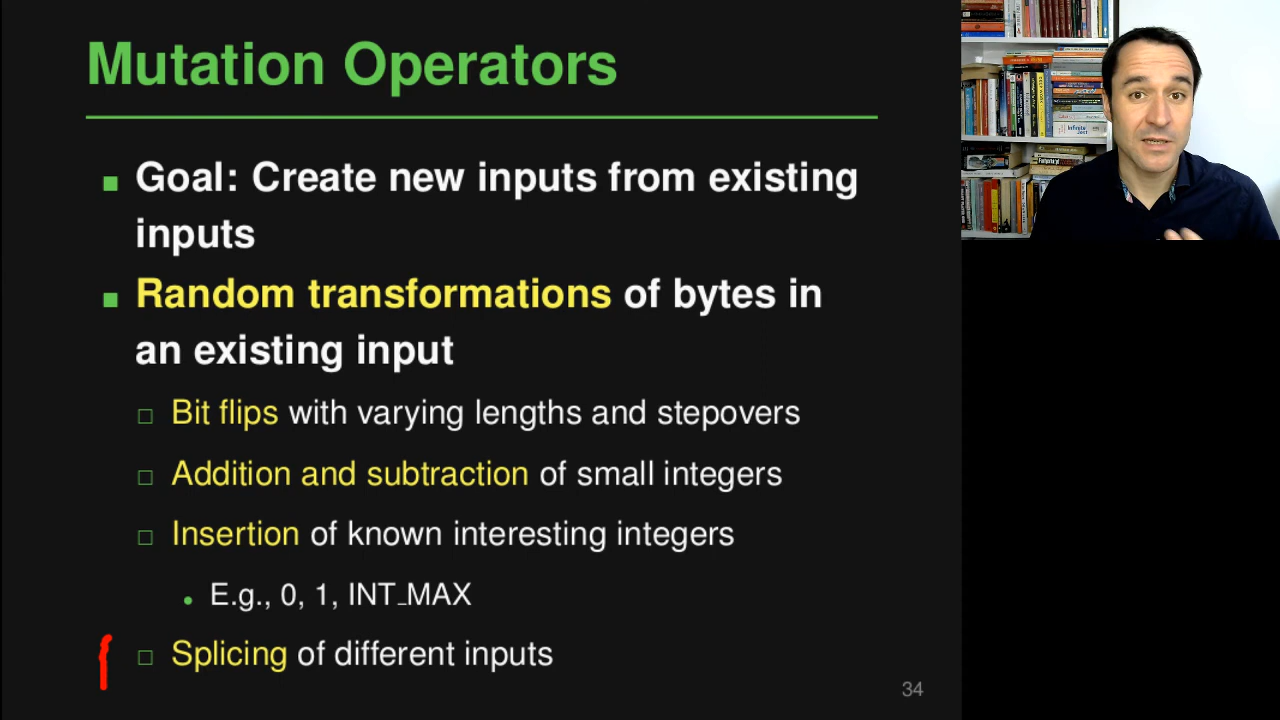 Mutation Operators
Goal: Create new inputs from existing
inputs
Random transformations of bytes in
an existing input
Bit flips with varying lengths and stepovers
Addition and subtraction of small integers
Insertion of known interesting integers
E.g., 0, 1, INT_MAX
Splicing of different inputs
34
Infinite
Jest